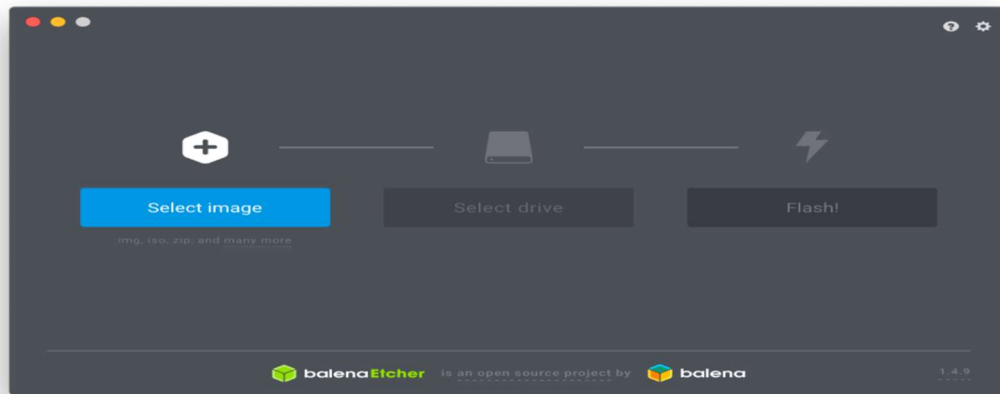 Select image
Select drive
Flash!
img, iso, zip, and many more
balenaEtcher is an open source project by balena
1.4.9